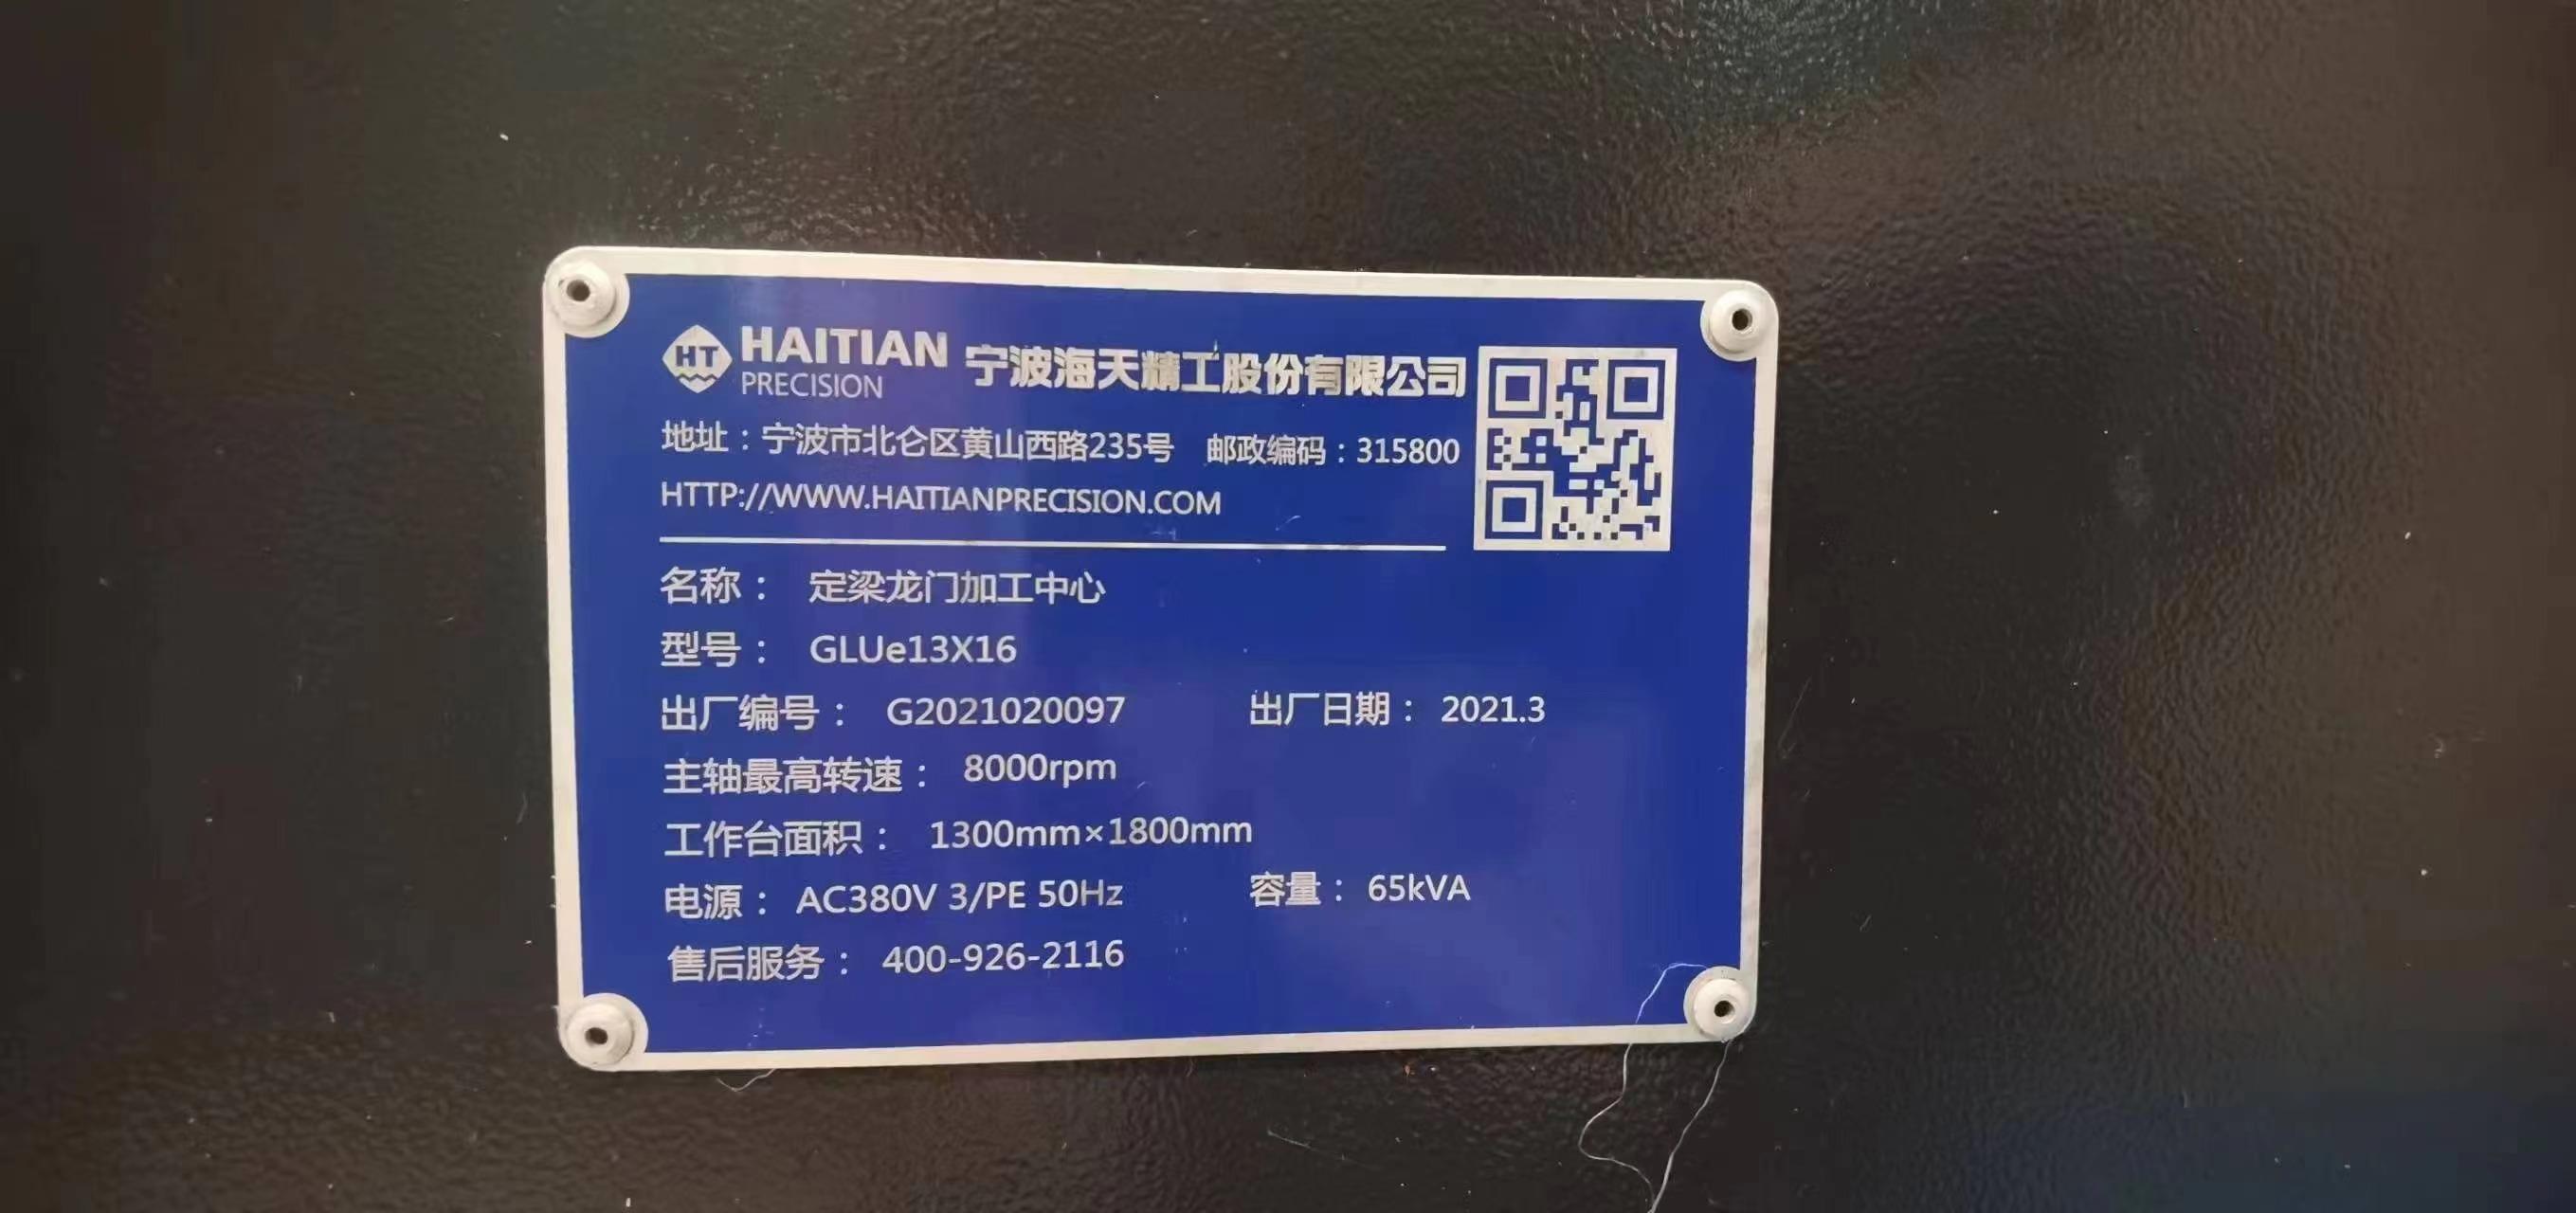 HT HAITIAN PRECISION 宁波海天精工股份有限公司
地址：宁波市北仑区黄山西路235号 邮政编码：315800
HTTP://WWW.HAITIANPRECISION.COM
名称： 定梁龙门加工中心
型号： GLUe13X16
出厂编号： G2021020097 出厂日期： 2021.3
主轴最高转速： 8000rpm
工作台面积： 1300mm×1800mm
电源： AC380V 3/PE 50Hz 容量： 65kVA
售后服务： 400-926-2116